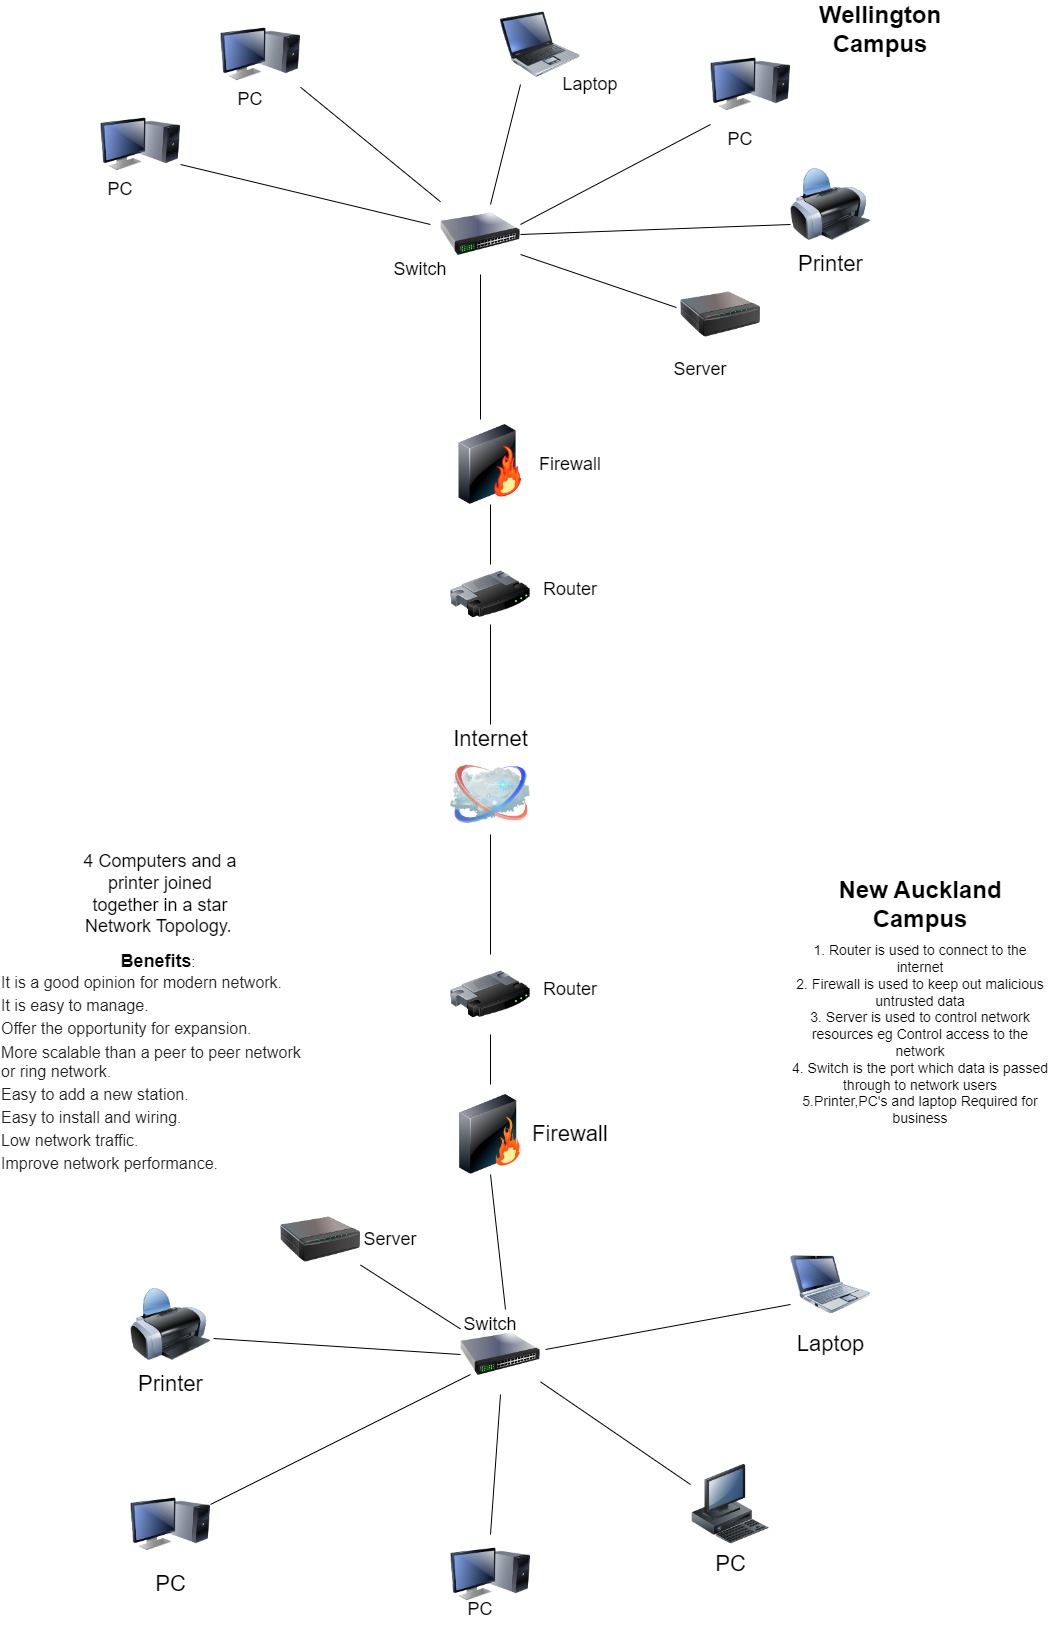 Wellington
Campus
PC
Laptop
PC
PC
Switch
Printer
Server
Firewall
Router
Internet
4 Computers and a
printer joined
together in a star
Network Topology.
Benefits:
It is a good opinion for modern network.
It is easy to manage.
Offer the opportunity for expansion.
More scalable than a peer to peer network
or ring network.
Easy to add a new station.
Easy to install and wiring.
Low network traffic.
Improve network performance.
New Auckland
Campus
1. Router is used to connect to the
internet
2. Firewall is used to keep out malicious
untrusted data
3. Server is used to control network
resources eg Control access to the
network
4. Switch is the port which data is passed
through to network users
5.Printer,PC's and laptop Required for
business
Router
Firewall
Server
Switch
Laptop
Printer
PC
PC
PC